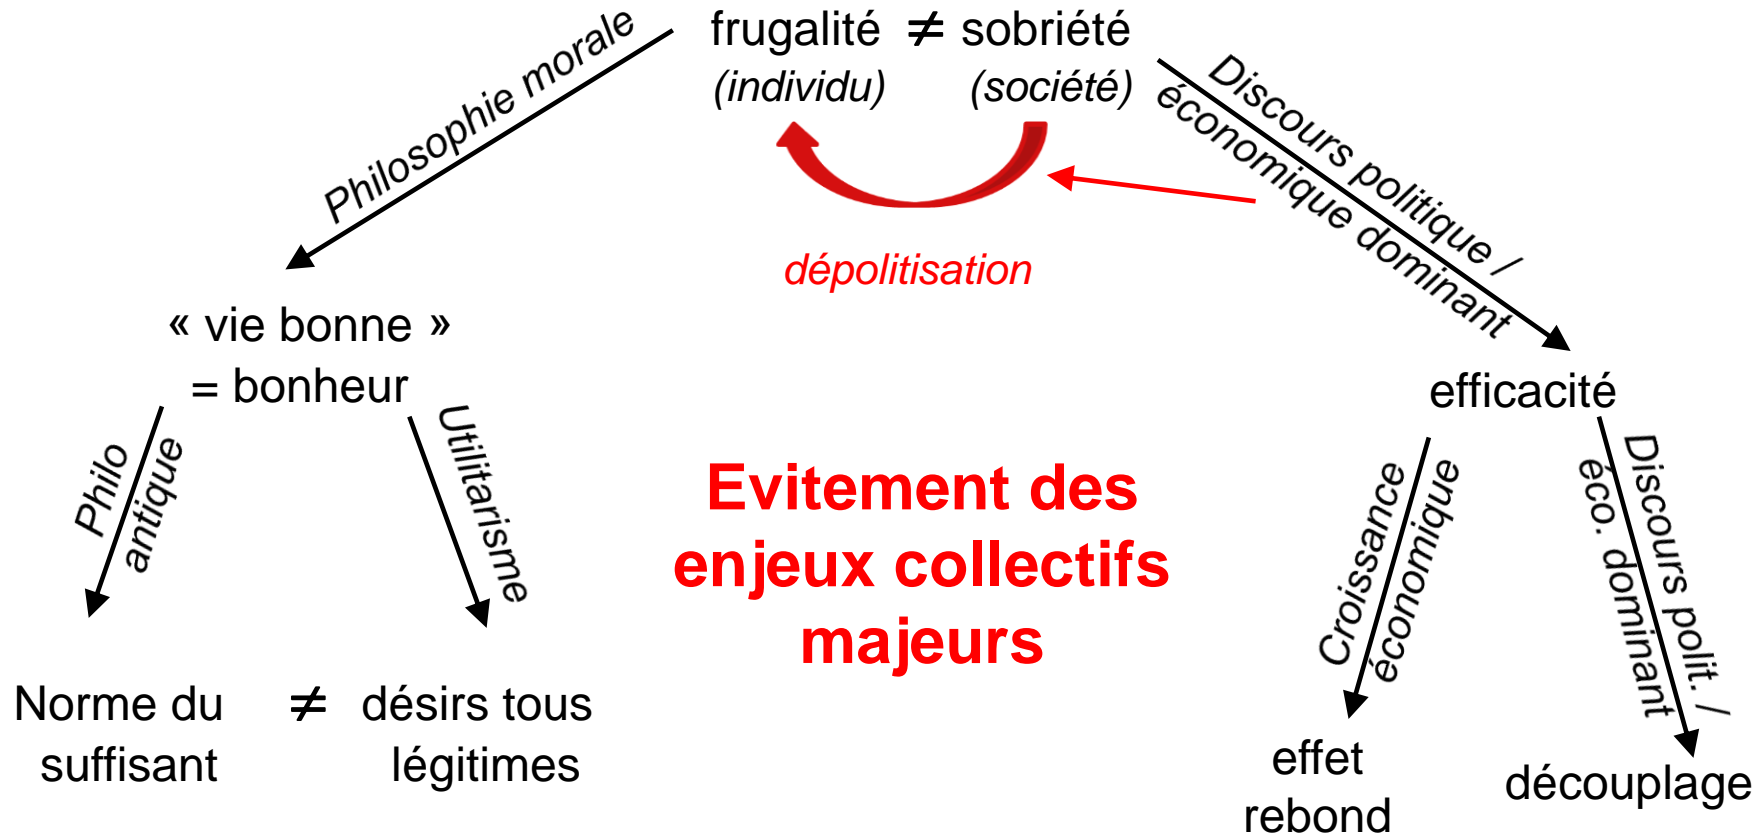 frugalité ≠ sobriété
(individu) (société)
Philosophie morale
Discours politique /
économique dominant
dépolitisation
« vie bonne »
= bonheur
efficacité
Philo
antique
Utilitarisme
Evitement des
enjeux collectifs
majeurs
Croissance
économique
Discours polit. /
éco. dominant
Norme du ≠ désirs tous
suffisant légitimes
effet
rebond
découplage